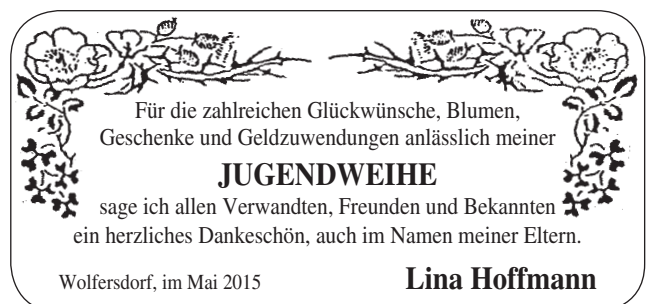 Für die zahlreichen Glückwünsche, Blumen,
Geschenke und Geldzuwendungen anlässlich meiner
JUGENDWEIHE
sage ich allen Verwandten, Freunden und Bekannten
ein herzliches Dankeschön, auch im Namen meiner Eltern.
Wolfersdorf, im Mai 2015 Lina Hoffmann